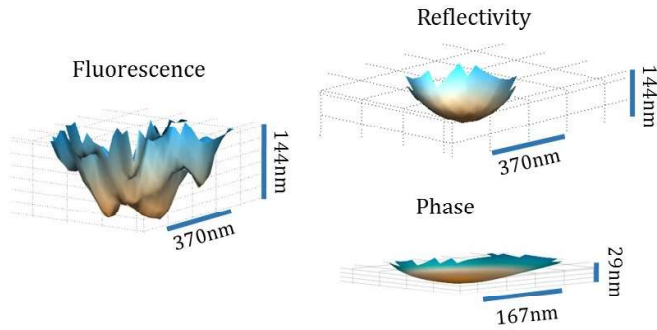 Fluorescence
144nm
370nm
Reflectivity
144nm
370nm
Phase
29nm
167nm